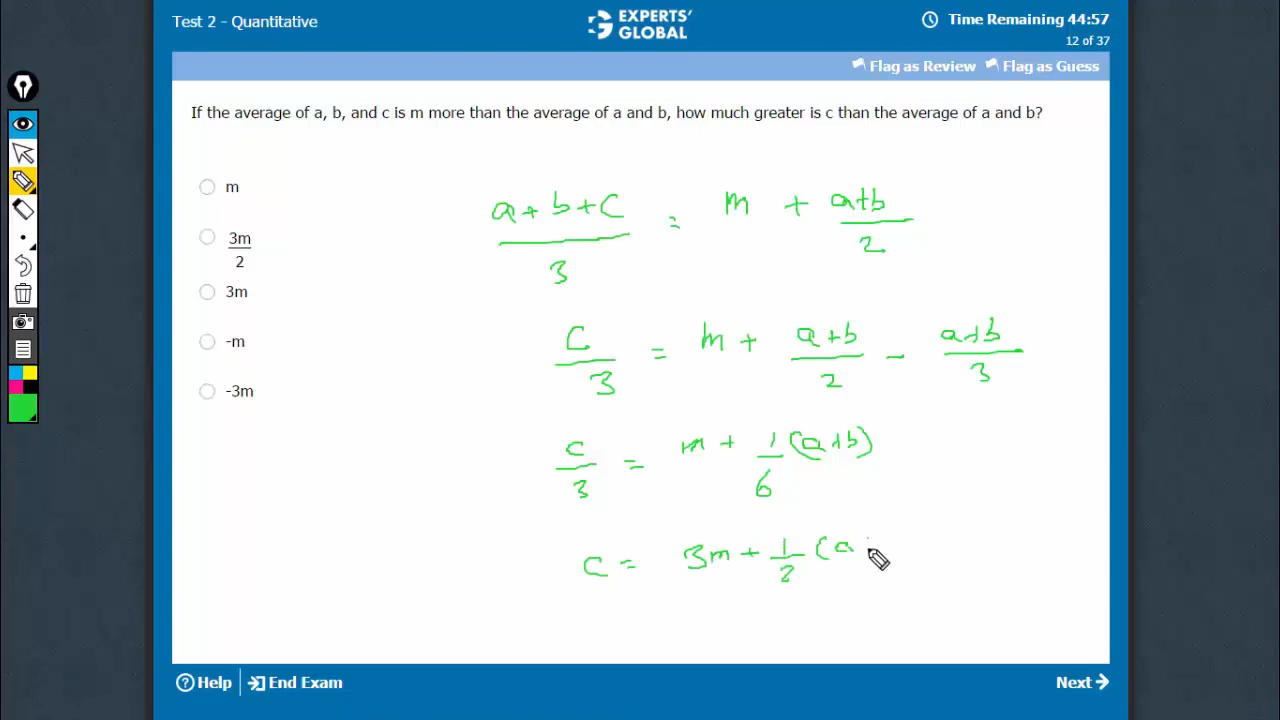 Test 2 - Quantitative
EXPERTS'
GLOBAL
Time Remaining 44:57
12 of 37
Flag as Review Flag as Guess
If the average of a, b, and c is m more than the average of a and b, how much greater is c than the average of a and b?
m
3m
2
3m
-m
-3m
a + b + c = m + a+b
3 2
c = m + a+b - a+b
3 2 3
c = m + 1 (a+b)
3 6
c = 3m + 1 (a
2
Help End Exam Next